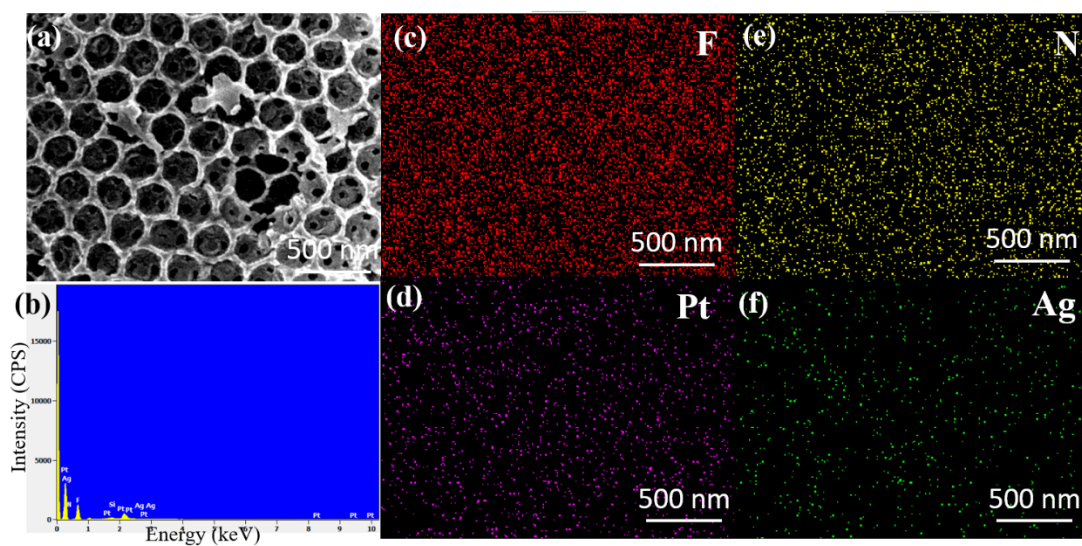 (a)
500 nm
(b)
Intensity (CPS)
15000
10000
5000
0
Pt
Ag
N
F
Pt
Si
Pt Pt
Ag Ag
Pt
Pt
Pt
Pt
0 1 2 3 4 5 6 7 8 9 10
Energy (keV)
(c)
F
500 nm
(d)
Pt
500 nm
(e)
N
500 nm
(f)
Ag
500 nm